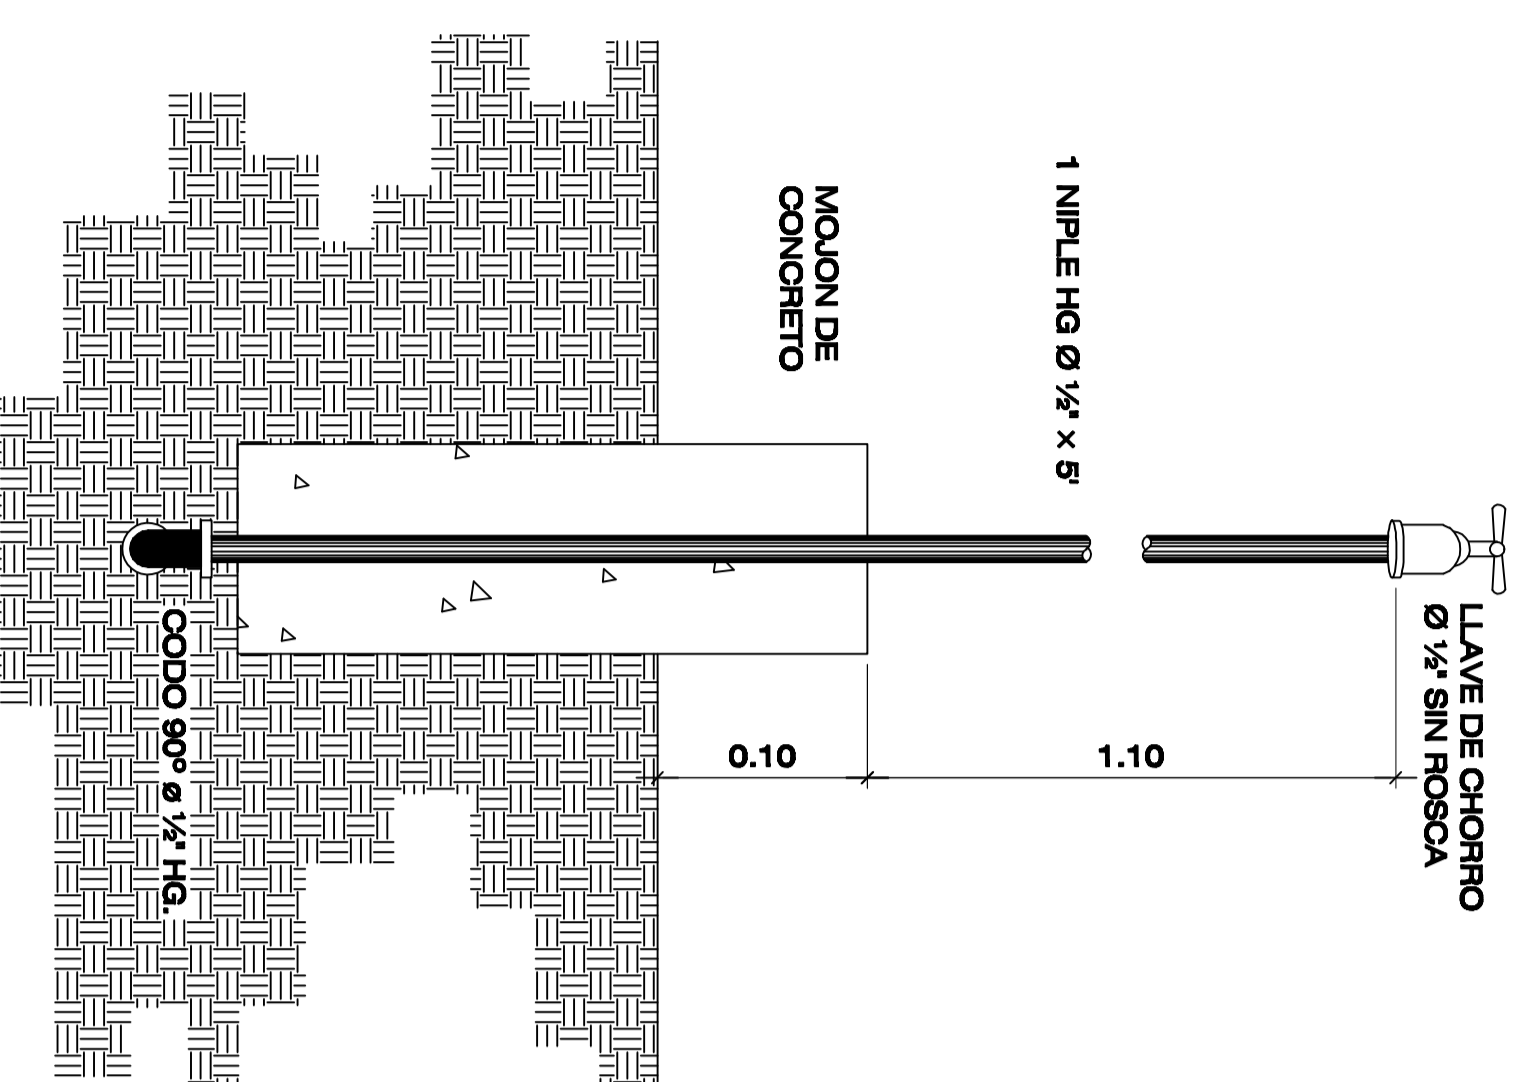 LLAVE DE CHORRO
Ø ½" SIN ROSCA
1 NIPLE HG Ø ½" × 5'
1.10
MOJON DE
CONCRETO
0.10
CODO 90° ø ½" HG.